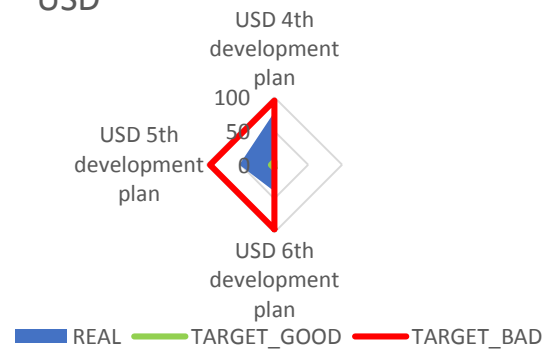 USD
USD 4th
development
plan
100
50
0
USD 5th
development
plan
USD 6th
development
plan
REAL TARGET_GOOD TARGET_BAD